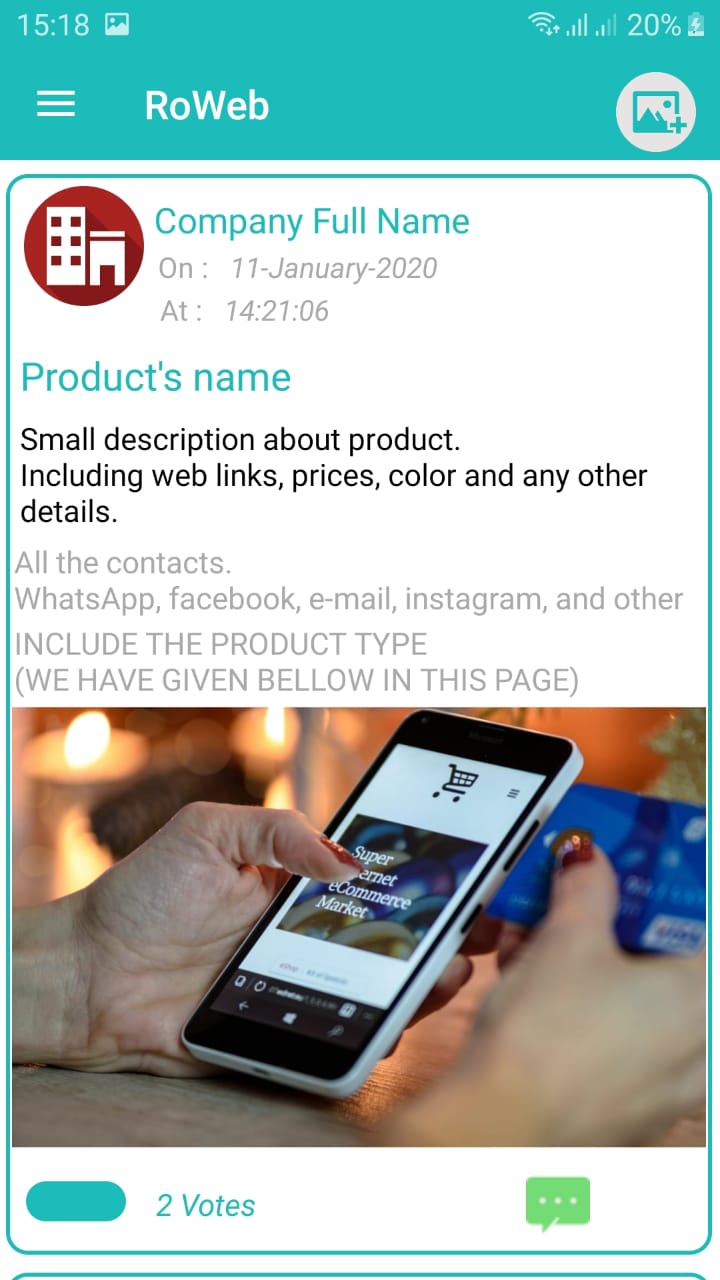 15:18 20%
RoWeb
Company Full Name
On : 11-January-2020
At : 14:21:06
Product's name
Small description about product.
Including web links, prices, color and any other
details.
All the contacts.
WhatsApp, facebook, e-mail, instagram, and other
INCLUDE THE PRODUCT TYPE
(WE HAVE GIVEN BELLOW IN THIS PAGE)
Microsoft
Super
eCommerce
Market
VISA
2 Votes